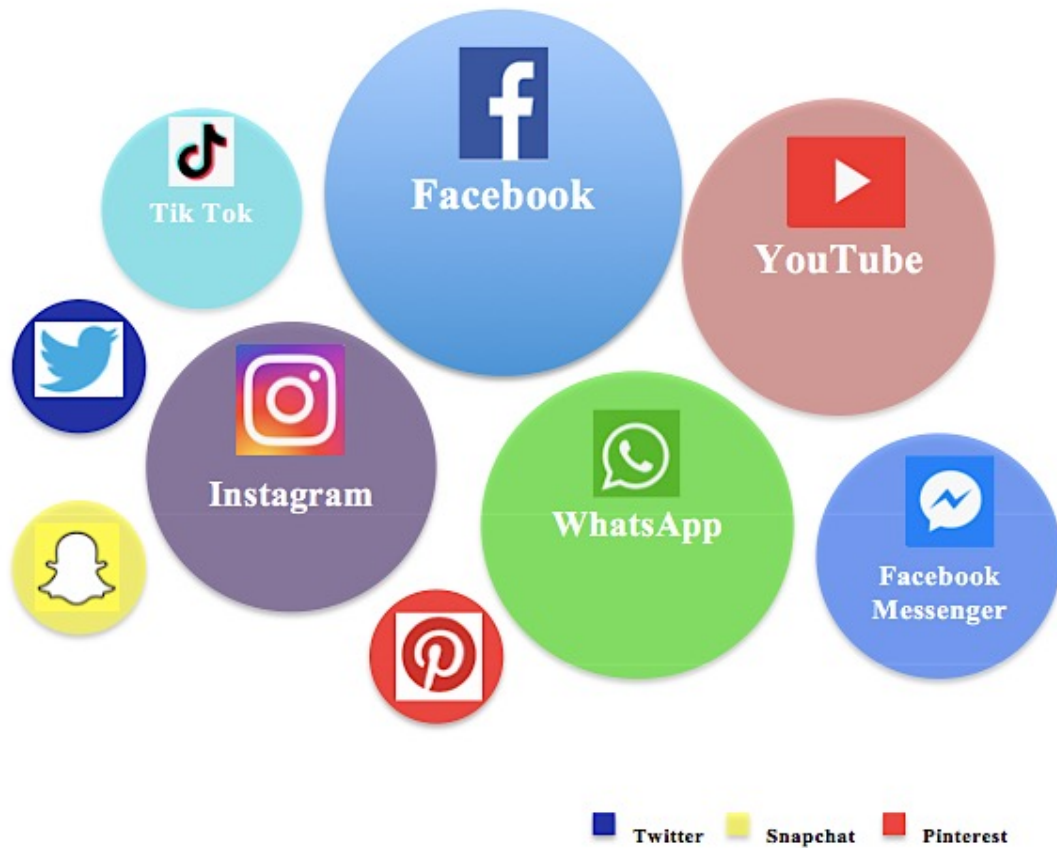 Facebook
Tik Tok
YouTube
Instagram
WhatsApp
Facebook
Messenger
Twitter Snapchat Pinterest